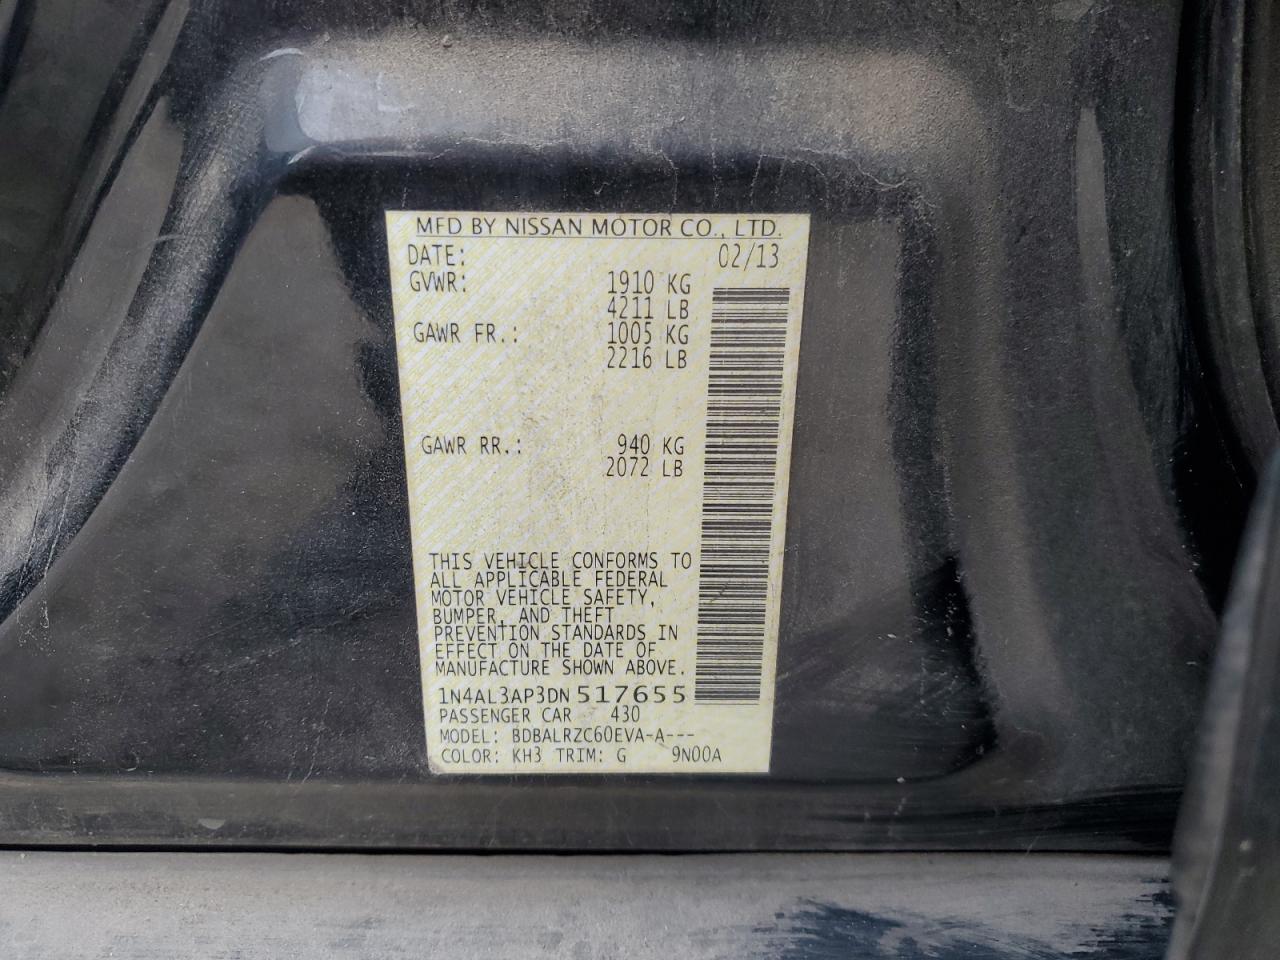 MFD BY NISSAN MOTOR CO., LTD.
DATE: 02/13
GVWR: 1910 KG
4211 LB
GAWR FR.: 1005 KG
2216 LB
GAWR RR.: 940 KG
2072 LB
THIS VEHICLE CONFORMS TO
ALL APPLICABLE FEDERAL
MOTOR VEHICLE SAFETY,
BUMPER, AND THEFT
PREVENTION STANDARDS IN
EFFECT ON THE DATE OF
MANUFACTURE SHOWN ABOVE.
1N4AL3AP3DN517655
PASSENGER CAR 430
MODEL: BDBALRZC60EVA-A---
COLOR: KH3 TRIM: G 9N00A